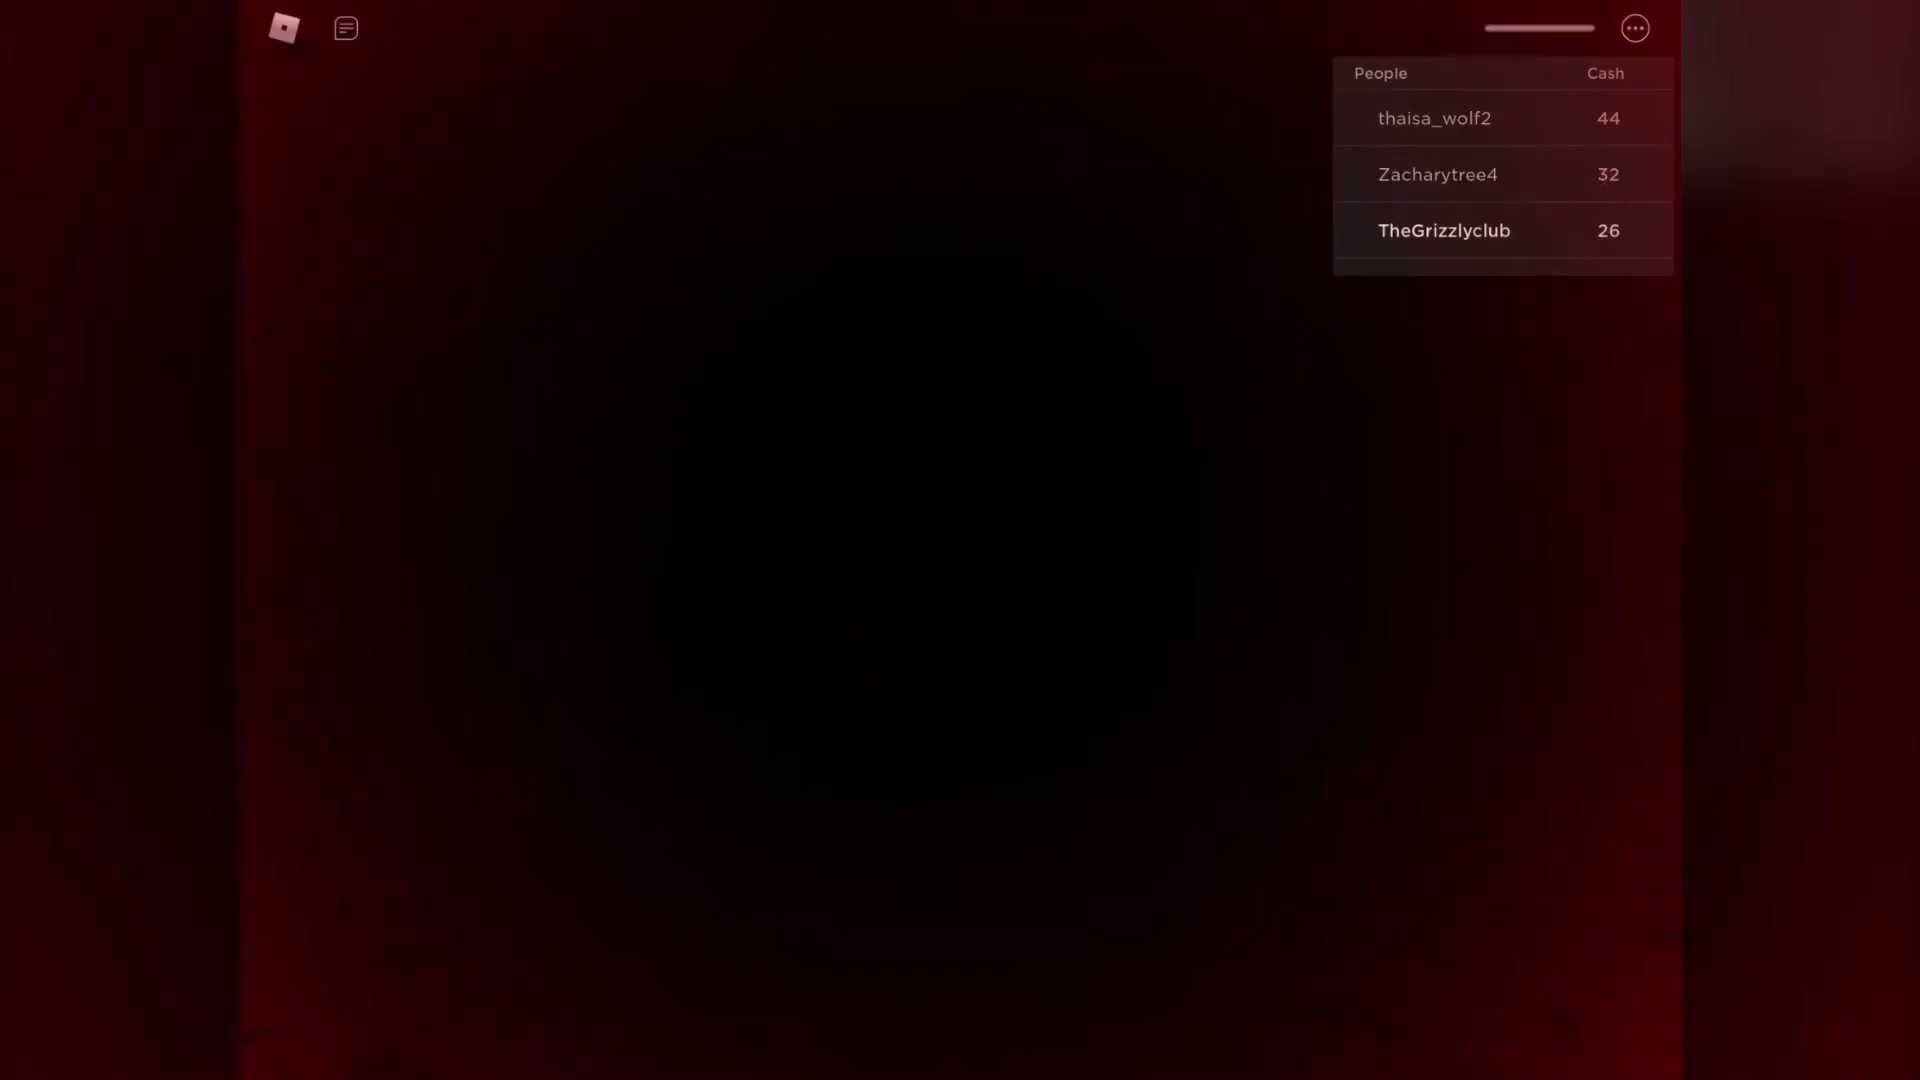 People Cash
thaisa_wolf2 44
Zacharytree4 32
TheGrizzlyclub 26